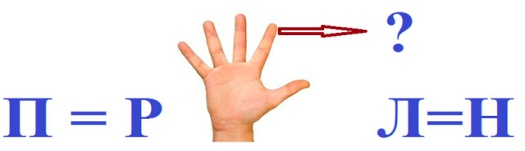 ?
П = Р
Л=Н